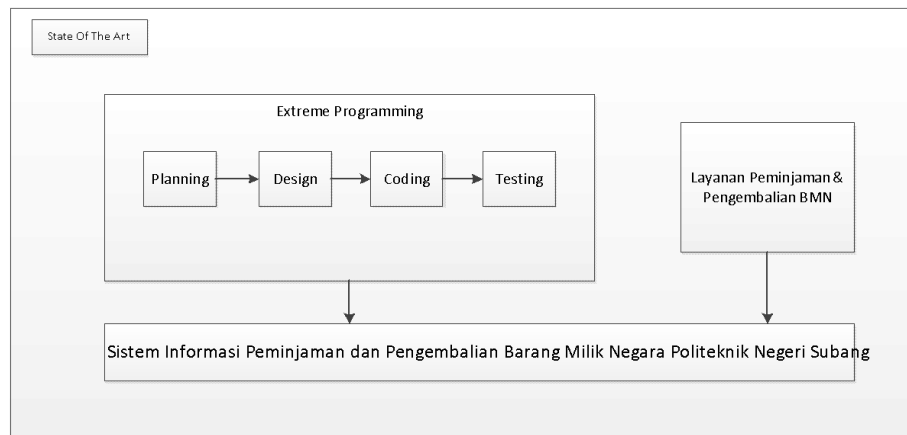 State Of The Art
Extreme Programming
Planning
Design
Coding
Testing
Layanan Peminjaman &
Pengembalian BMN
Sistem Informasi Peminjaman dan Pengembalian Barang Milik Negara Politeknik Negeri Subang